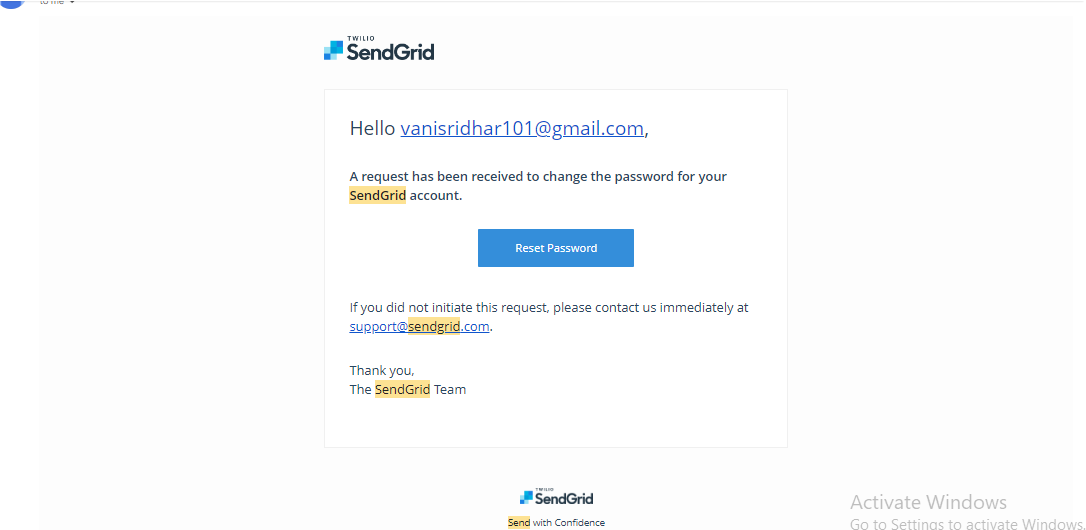 to me
TWILIO
SendGrid
Hello vanisridhar101@gmail.com,
A request has been received to change the password for your
SendGrid account.
Reset Password
If you did not initiate this request, please contact us immediately at
support@sendgrid.com.
Thank you,
The SendGrid Team
TWILIO
SendGrid
Send with Confidence
Activate Windows
Go to Settings to activate Windows.